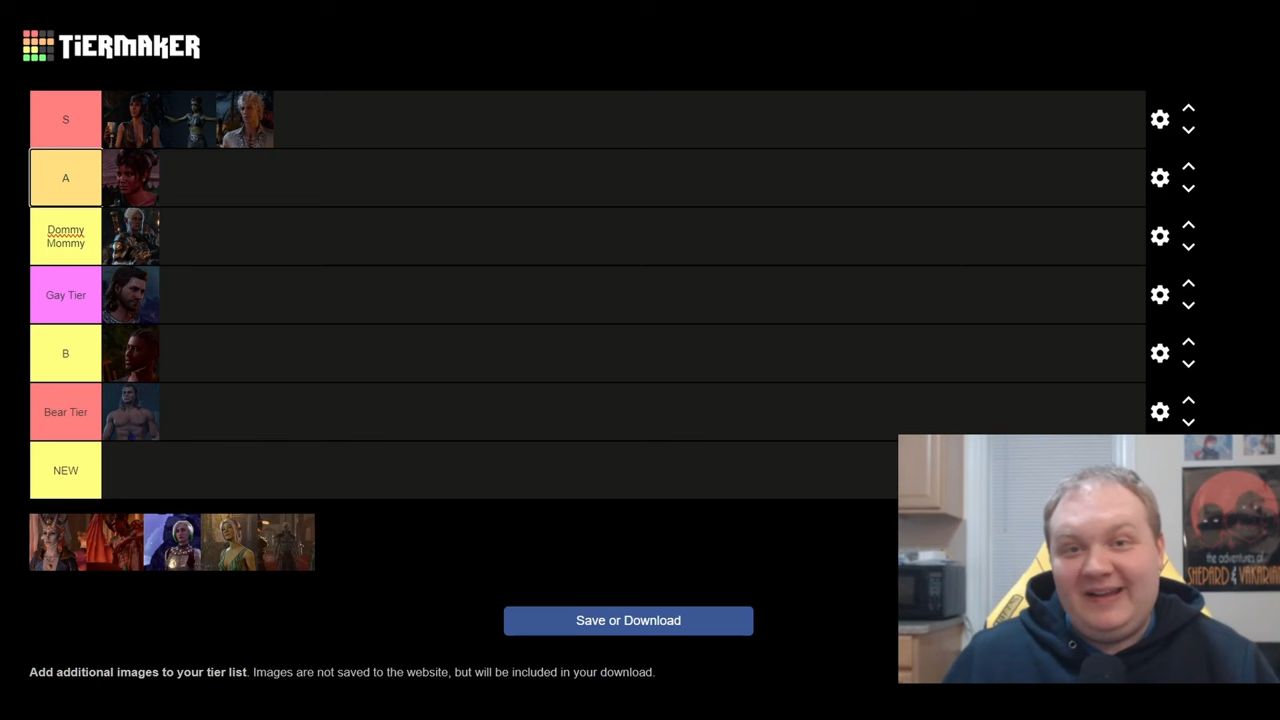 TiERMAKER
S
A
Dommy
Mommy
Gay Tier
B
Bear Tier
NEW
Save or Download
Add additional images to your tier list. Images are not saved to the website, but will be included in your download.
the adventures of
SHEPARD & VAKARIAN